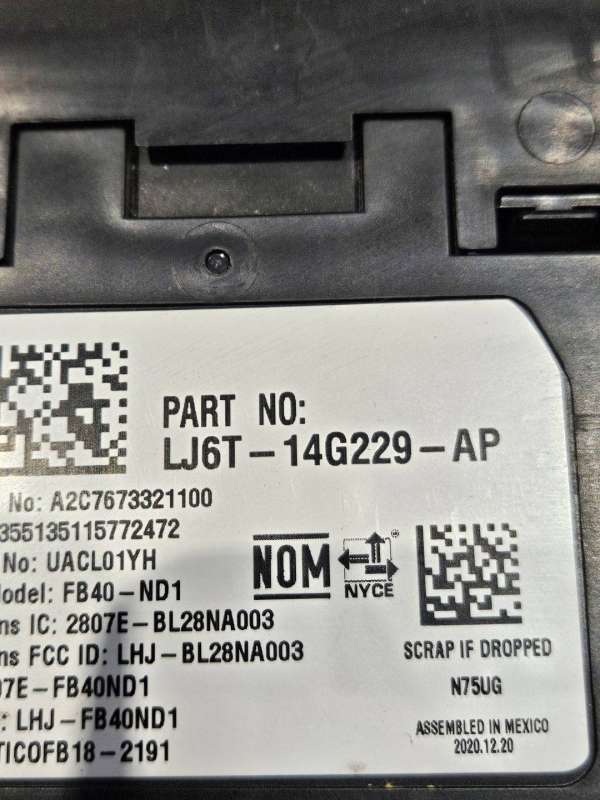 PART NO:
LJ6T-14G229-AP
No: A2C7673321100
355135115772472
No: UACL01YH
odel: FB40-ND1
ns IC: 2807E-BL28NA003
ns FCC ID: LHJ-BL28NA003
07E-FB40ND1
: LHJ-FB40ND1
TICOFB18-2191
NOM
NYCE
SCRAP IF DROPPED
N75UG
ASSEMBLED IN MEXICO
2020.12.20